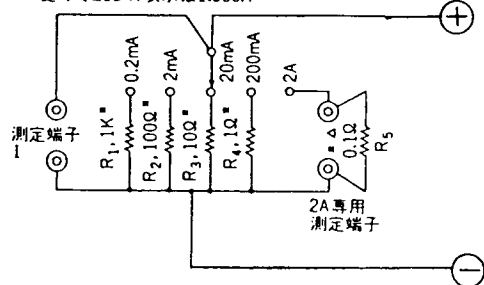 +
0.2mA
2mA
20mA
200mA
2A
測定端子
1
R₁, 1K*
R₂, 100Ω*
R₃, 10Ω*
R₄, 1Ω*
* △
0.1Ω
R₅
2A専用
測定端子
−